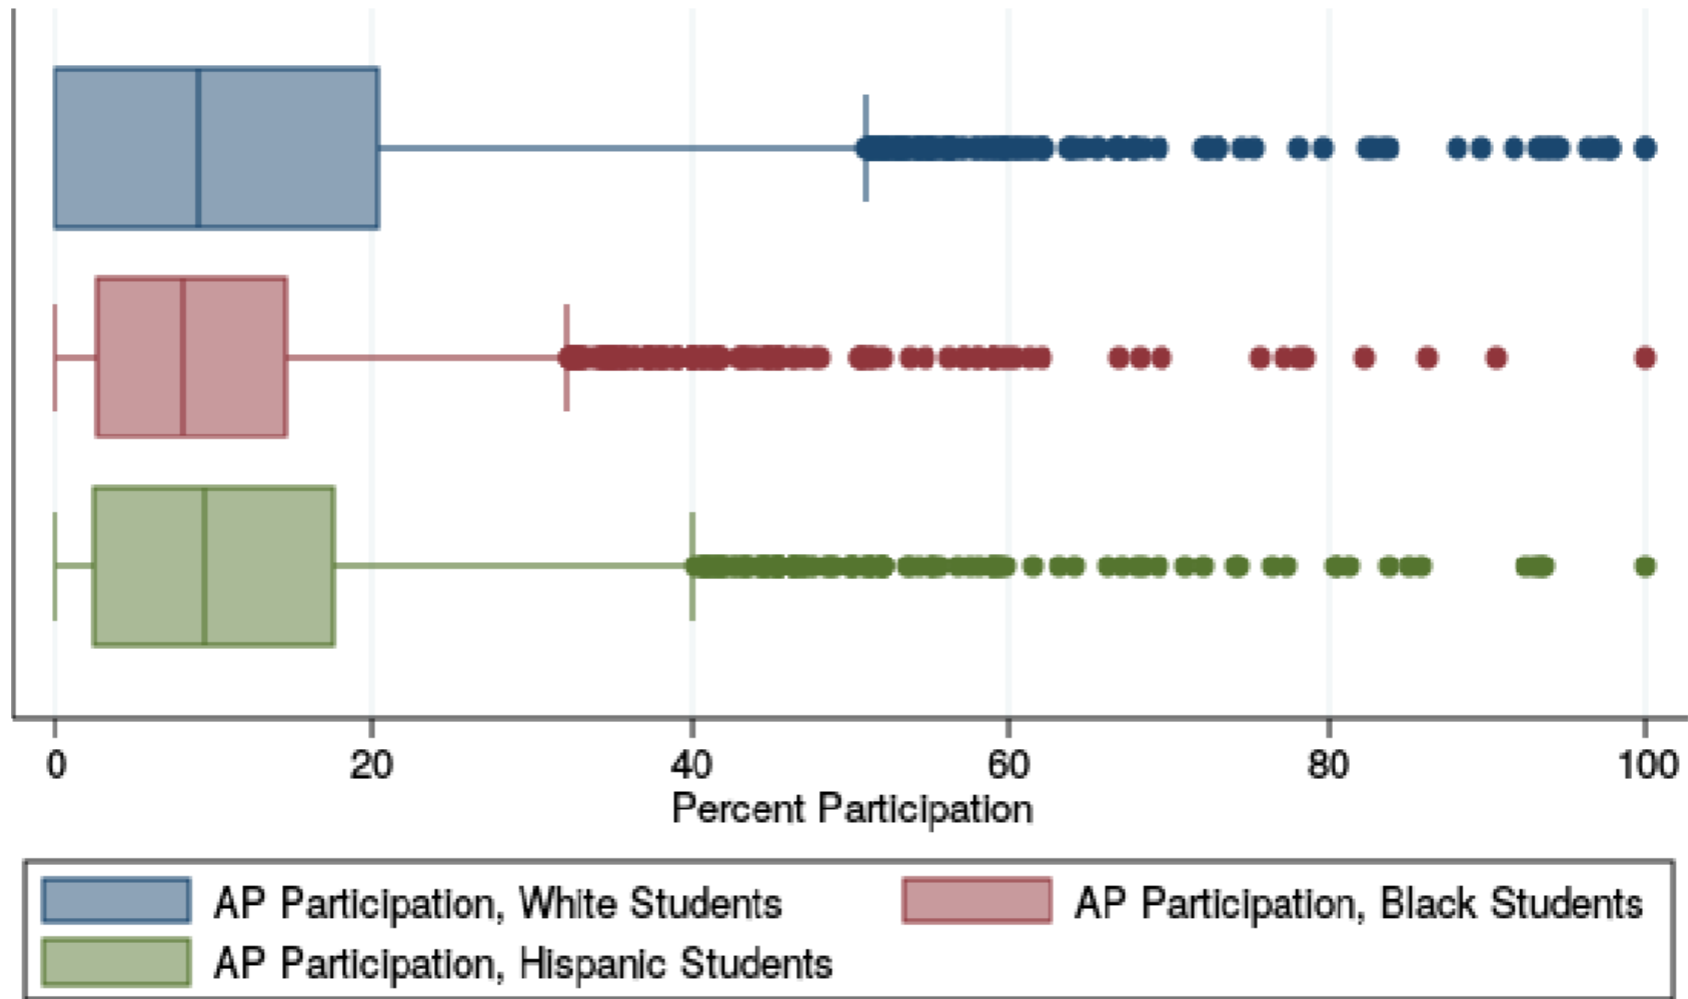 0 20 40 60 80 100
Percent Participation
AP Participation, White Students AP Participation, Black Students
AP Participation, Hispanic Students